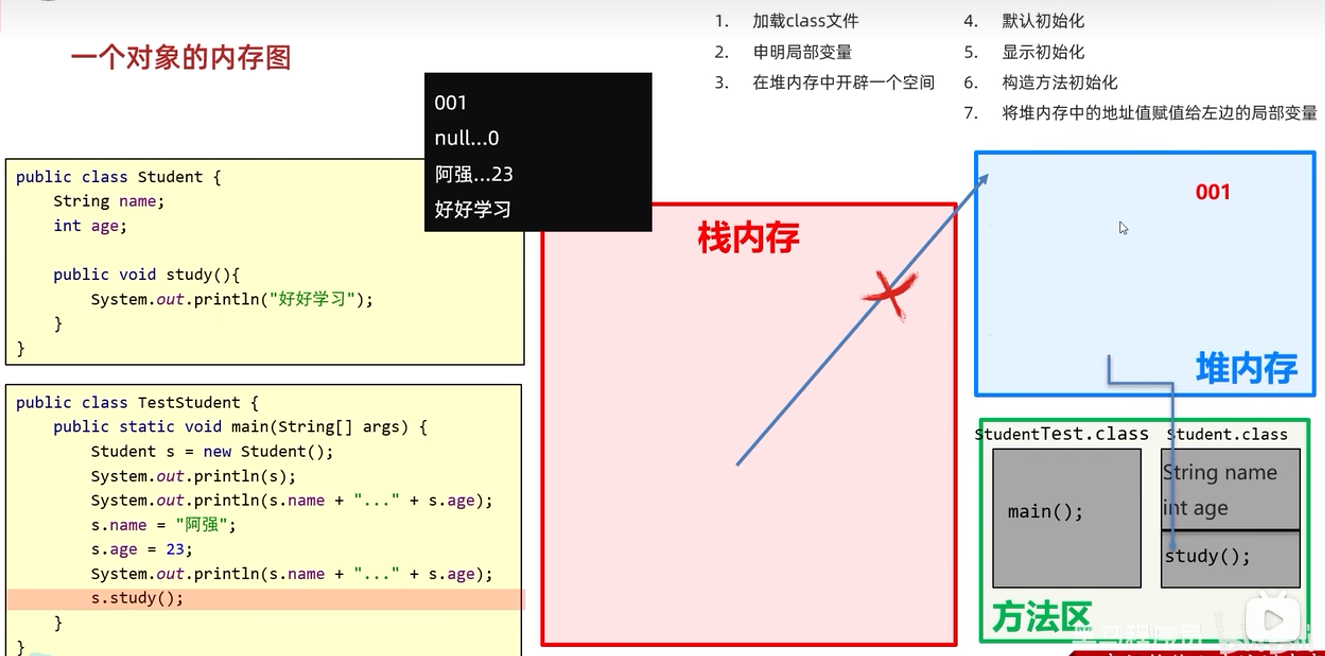 一个对象的内存图
1. 加载class文件
2. 申明局部变量
3. 在堆内存中开辟一个空间
4. 默认初始化
5. 显示初始化
6. 构造方法初始化
7. 将堆内存中的地址值赋值给左边的局部变量
001
null...0
阿强...23
好好学习
public class Student {
String name;
int age;
public void study(){
System.out.println("好好学习");
}
}
public class TestStudent {
public static void main(String[] args) {
Student s = new Student();
System.out.println(s);
System.out.println(s.name + "..." + s.age);
s.name = "阿强";
s.age = 23;
System.out.println(s.name + "..." + s.age);
s.study();
}
}
栈内存
001
堆内存
StudentTest.class
main();
Student.class
String name
int age
study();
方法区